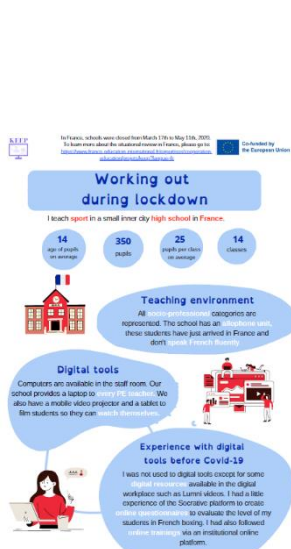 KEEP
In France, schools were closed from March 17th to May 11th, 2020.
To learn more about the situational review in France, please go to:
Co-funded by
the European Union
Working out
during lockdown
I teach sport in a small inner city high school in France.
14
age of pupils
on average
350
pupils
25
pupils per class
on average
14
classes
Teaching environment
All socio-professional categories are
represented. The school has an allophone unit,
these students have just arrived in France and
don't speak French fluently.
Digital tools
Computers are available in the staff room. Our
school provides a laptop to every PE teacher. We
also have a mobile video projector and a tablet to
film students so they can watch themselves.
Experience with digital
tools before Covid-19
I was not used to digital tools except for some
digital resources available in the digital
workplace such as Lumni videos. I had a little
experience of the Socrative platform to create
online questionnaires to evaluate the level of my
students in French boxing. I had also followed
online trainings via an institutional online
platform.